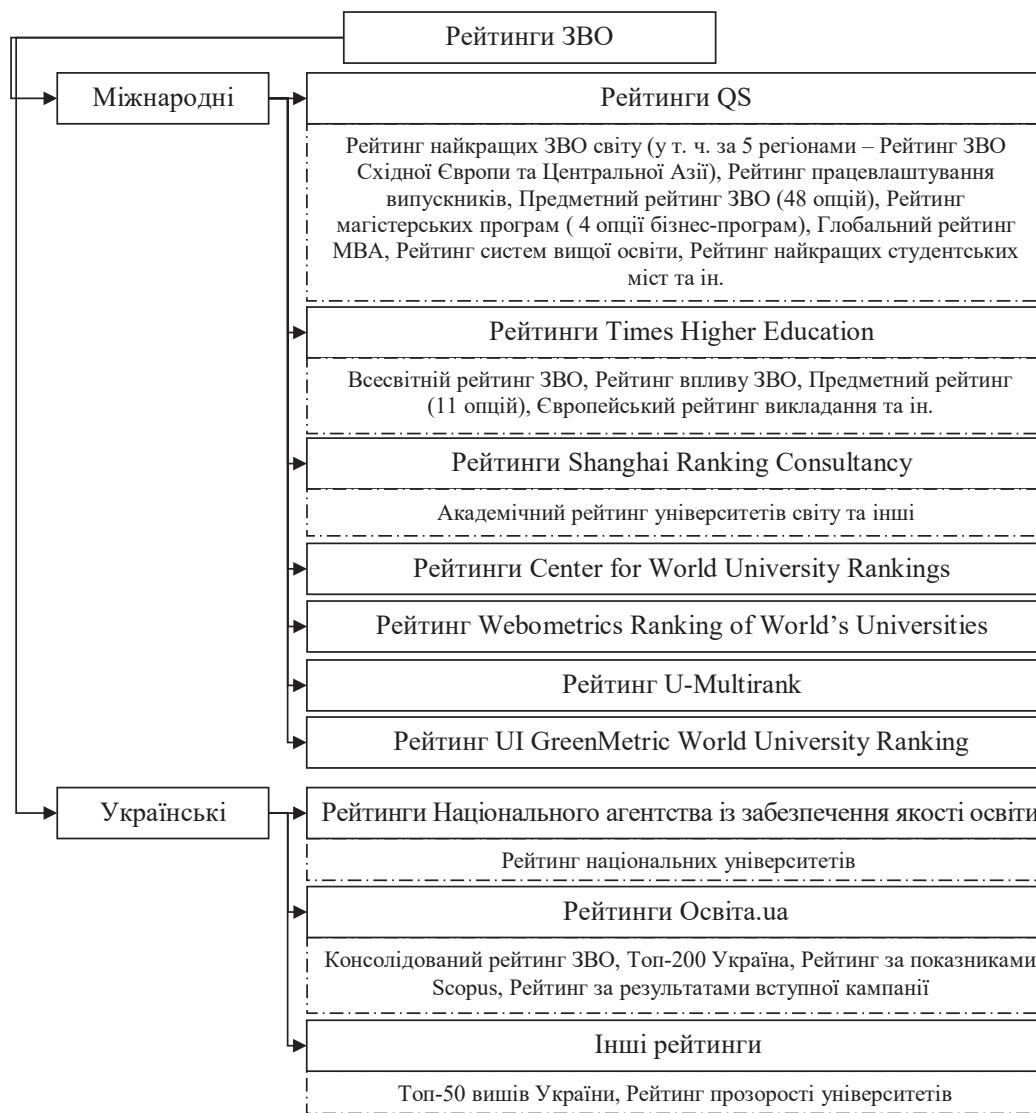 Рейтинги ЗВО
Міжнародні
Рейтинги QS
Рейтинг найкращих ЗВО світу (у т. ч. за 5 регіонами – Рейтинг ЗВО
Східної Європи та Центральної Азії), Рейтинг працевлаштування
випускників, Предметний рейтинг ЗВО (48 опцій), Рейтинг
магістерських програм ( 4 опції бізнес-програм), Глобальний рейтинг
MBA, Рейтинг систем вищої освіти, Рейтинг найкращих студентських
міст та ін.
Рейтинги Times Higher Education
Всесвітній рейтинг ЗВО, Рейтинг впливу ЗВО, Предметний рейтинг
(11 опцій), Європейський рейтинг викладання та ін.
Рейтинги Shanghai Ranking Consultancy
Академічний рейтинг університетів світу та інші
Рейтинги Center for World University Rankings
Рейтинг Webometrics Ranking of World’s Universities
Рейтинг U-Multirank
Рейтинг UI GreenMetric World University Ranking
Українські
Рейтинги Національного агентства із забезпечення якості освіти
Рейтинг національних університетів
Рейтинги Освіта.ua
Консолідований рейтинг ЗВО, Топ-200 Україна, Рейтинг за показниками
Scopus, Рейтинг за результатами вступної кампанії
Інші рейтинги
Топ-50 вишів України, Рейтинг прозорості університетів